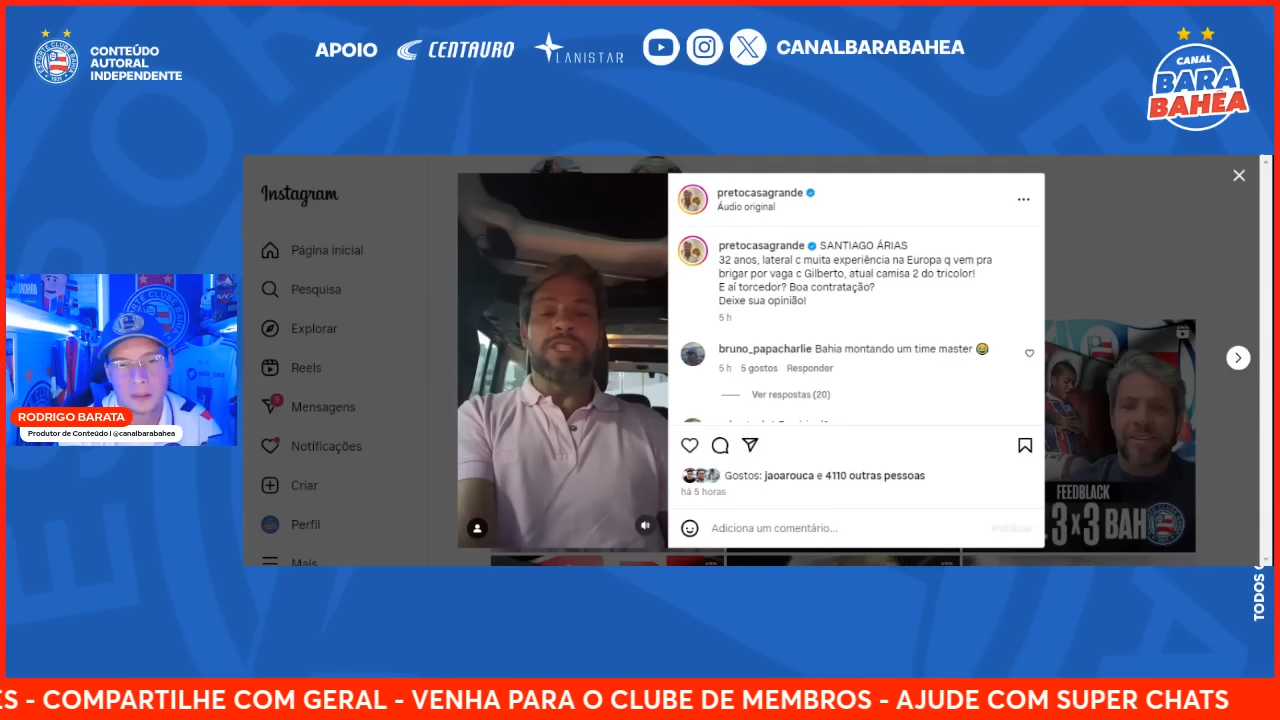 CONTEÚDO
AUTORAL
INDEPENDENTE
APOIO
CENTAURO
LANISTAR
CANALBARABAHEA
CANAL
BARA
BAHÊA
Instagram
Página inicial
Pesquisa
Explorar
Reels
9
Mensagens
Notificações
Criar
Perfil
Mais
pretocasagrande
Áudio original
pretocasagrande SANTIAGO ÁRIAS
32 anos, lateral c muita experiência na Europa q vem pra
brigar por vaga c Gilberto, atual camisa 2 do tricolor!
E aí torcedor? Boa contratação?
Deixe sua opinião!
5 h
bruno_papacharlie Bahia montando um time master 😂
5 h 5 gostos Responder
Ver respostas (20)
Gostos: jaoarouca e 4110 outras pessoas
há 5 horas
Adiciona um comentário...
Publicar
FEEDBLACK
3 x 3 BAH
RODRIGO BARATA
Produtor de Conteúdo I @canalbarabahea
TODOS
ES - COMPARTILHE COM GERAL - VENHA PARA O CLUBE DE MEMBROS - AJUDE COM SUPER CHATS